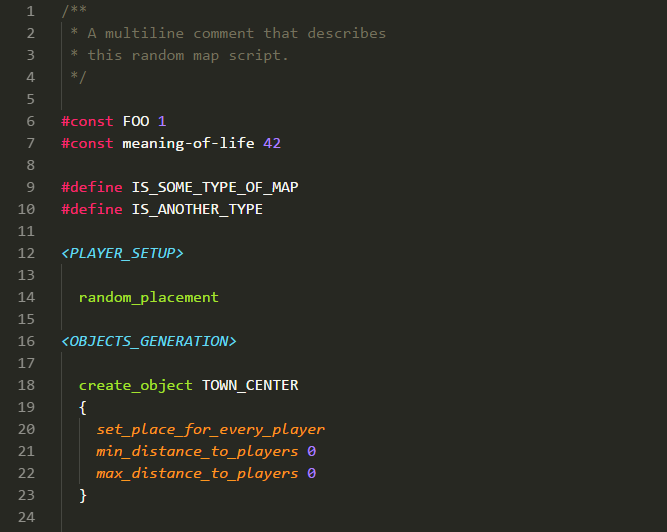 1 /**
2  * A multiline comment that describes
3  * this random map script.
4  */
5
6 #const FOO 1
7 #const meaning-of-life 42
8
9 #define IS_SOME_TYPE_OF_MAP
10 #define IS_ANOTHER_TYPE
11
12 <PLAYER_SETUP>
13
14   random_placement
15
16 <OBJECTS_GENERATION>
17
18   create_object TOWN_CENTER
19   {
20     set_place_for_every_player
21     min_distance_to_players 0
22     max_distance_to_players 0
23   }
24